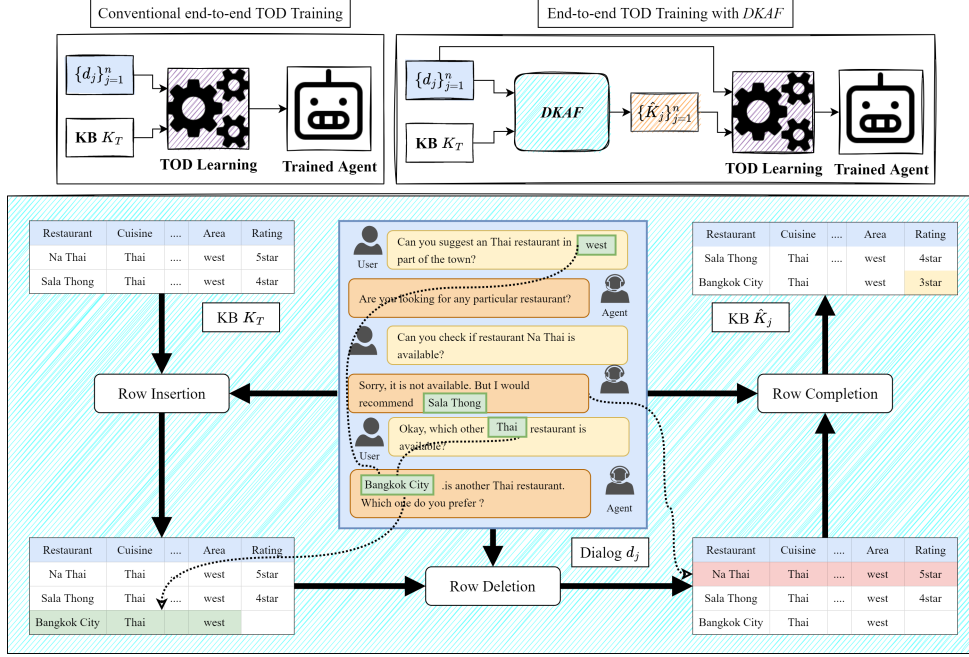 Conventional end-to-end TOD Training
End-to-end TOD Training with DKAF
{d_j}_{j=1}^n
KB K_T
TOD Learning
Trained Agent
{d_j}_{j=1}^n
KB K_T
DKAF
{K̂_j}_{j=1}^n
TOD Learning
Trained Agent
Restaurant Cuisine .... Area Rating
Na Thai Thai .... west 5star
Sala Thong Thai .... west 4star
KB K_T
Row Insertion
User
Can you suggest an Thai restaurant in west
part of the town?
Are you looking for any particular restaurant?
Agent
Can you check if restaurant Na Thai is
available?
Sorry, it is not available. But I would
recommend Sala Thong
User
Okay, which other Thai restaurant is
available?
Bangkok City .is another Thai restaurant.
Which one do you prefer ?
Agent
Dialog d_j
Restaurant Cuisine .... Area Rating
Sala Thong Thai .... west 4star
Bangkok City Thai west 3star
KB K̂_j
Row Completion
Restaurant Cuisine .... Area Rating
Na Thai Thai .... west 5star
Sala Thong Thai .... west 4star
Bangkok City Thai west
Row Deletion
Restaurant Cuisine .... Area Rating
Na Thai Thai .... west 5star
Sala Thong Thai .... west 4star
Bangkok City Thai west